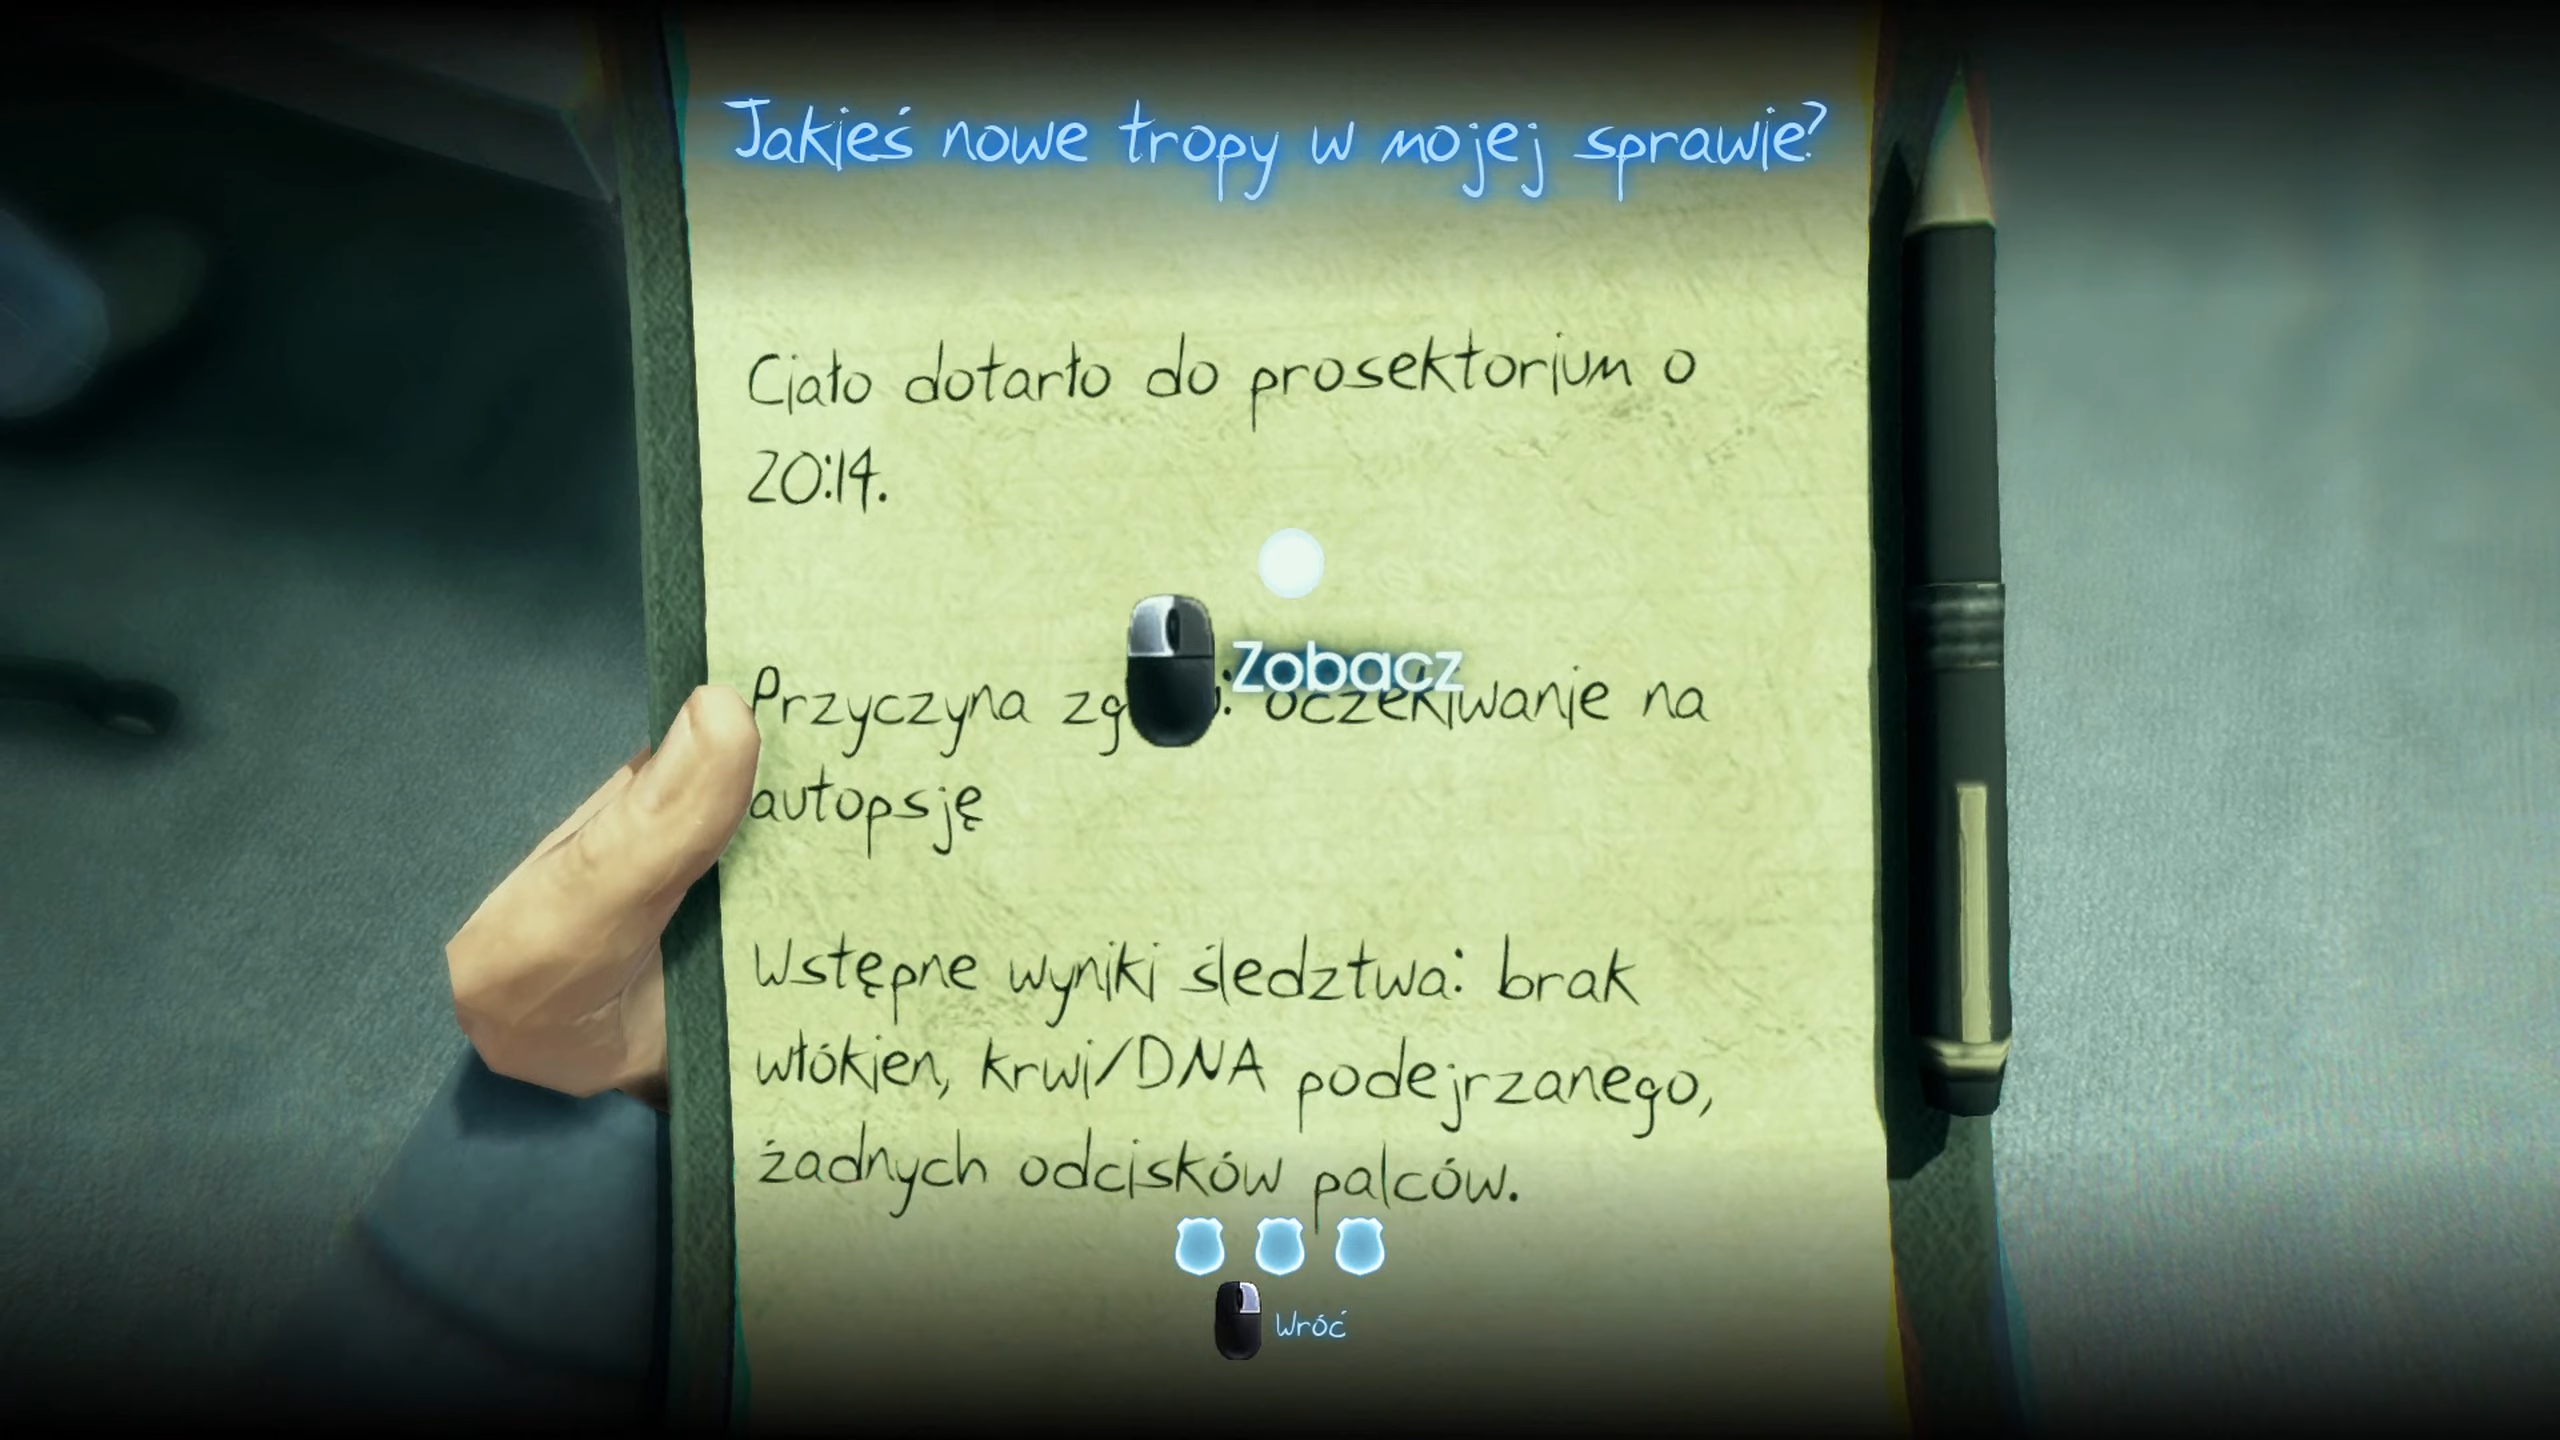 Jakieś nowe tropy w mojej sprawie?
Ciało dotarło do prosektorium o
20:14.
Zobacz
Przyczyna oczekiwanie na
autopsję
Wstępne wyniki śledztwa: brak
włókien, krwi/DNA podejrzanego,
żadnych odcisków palców.
Wróć